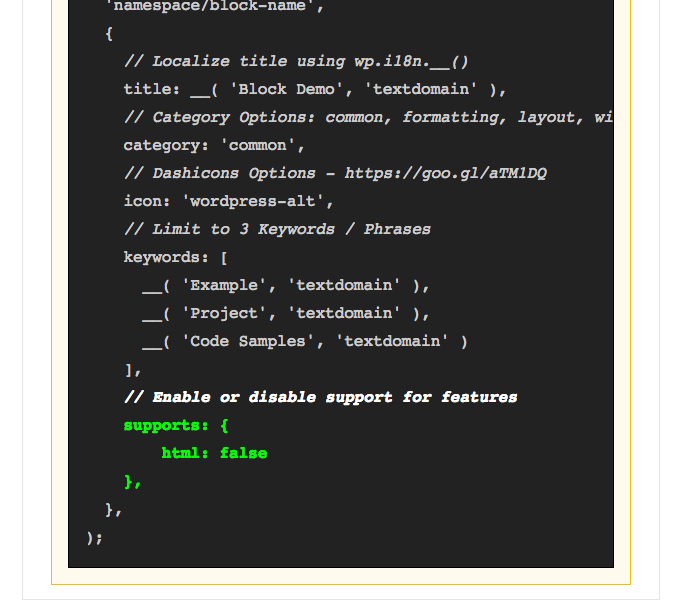 'namespace/block-name',
{
// Localize title using wp.i18n.__()
title: __( 'Block Demo', 'textdomain' ),
// Category Options: common, formatting, layout, wi
category: 'common',
// Dashicons Options – https://goo.gl/aTM1DQ
icon: 'wordpress-alt',
// Limit to 3 Keywords / Phrases
keywords: [
__( 'Example', 'textdomain' ),
__( 'Project', 'textdomain' ),
__( 'Code Samples', 'textdomain' )
],
// Enable or disable support for features
supports: {
html: false
},
},
);